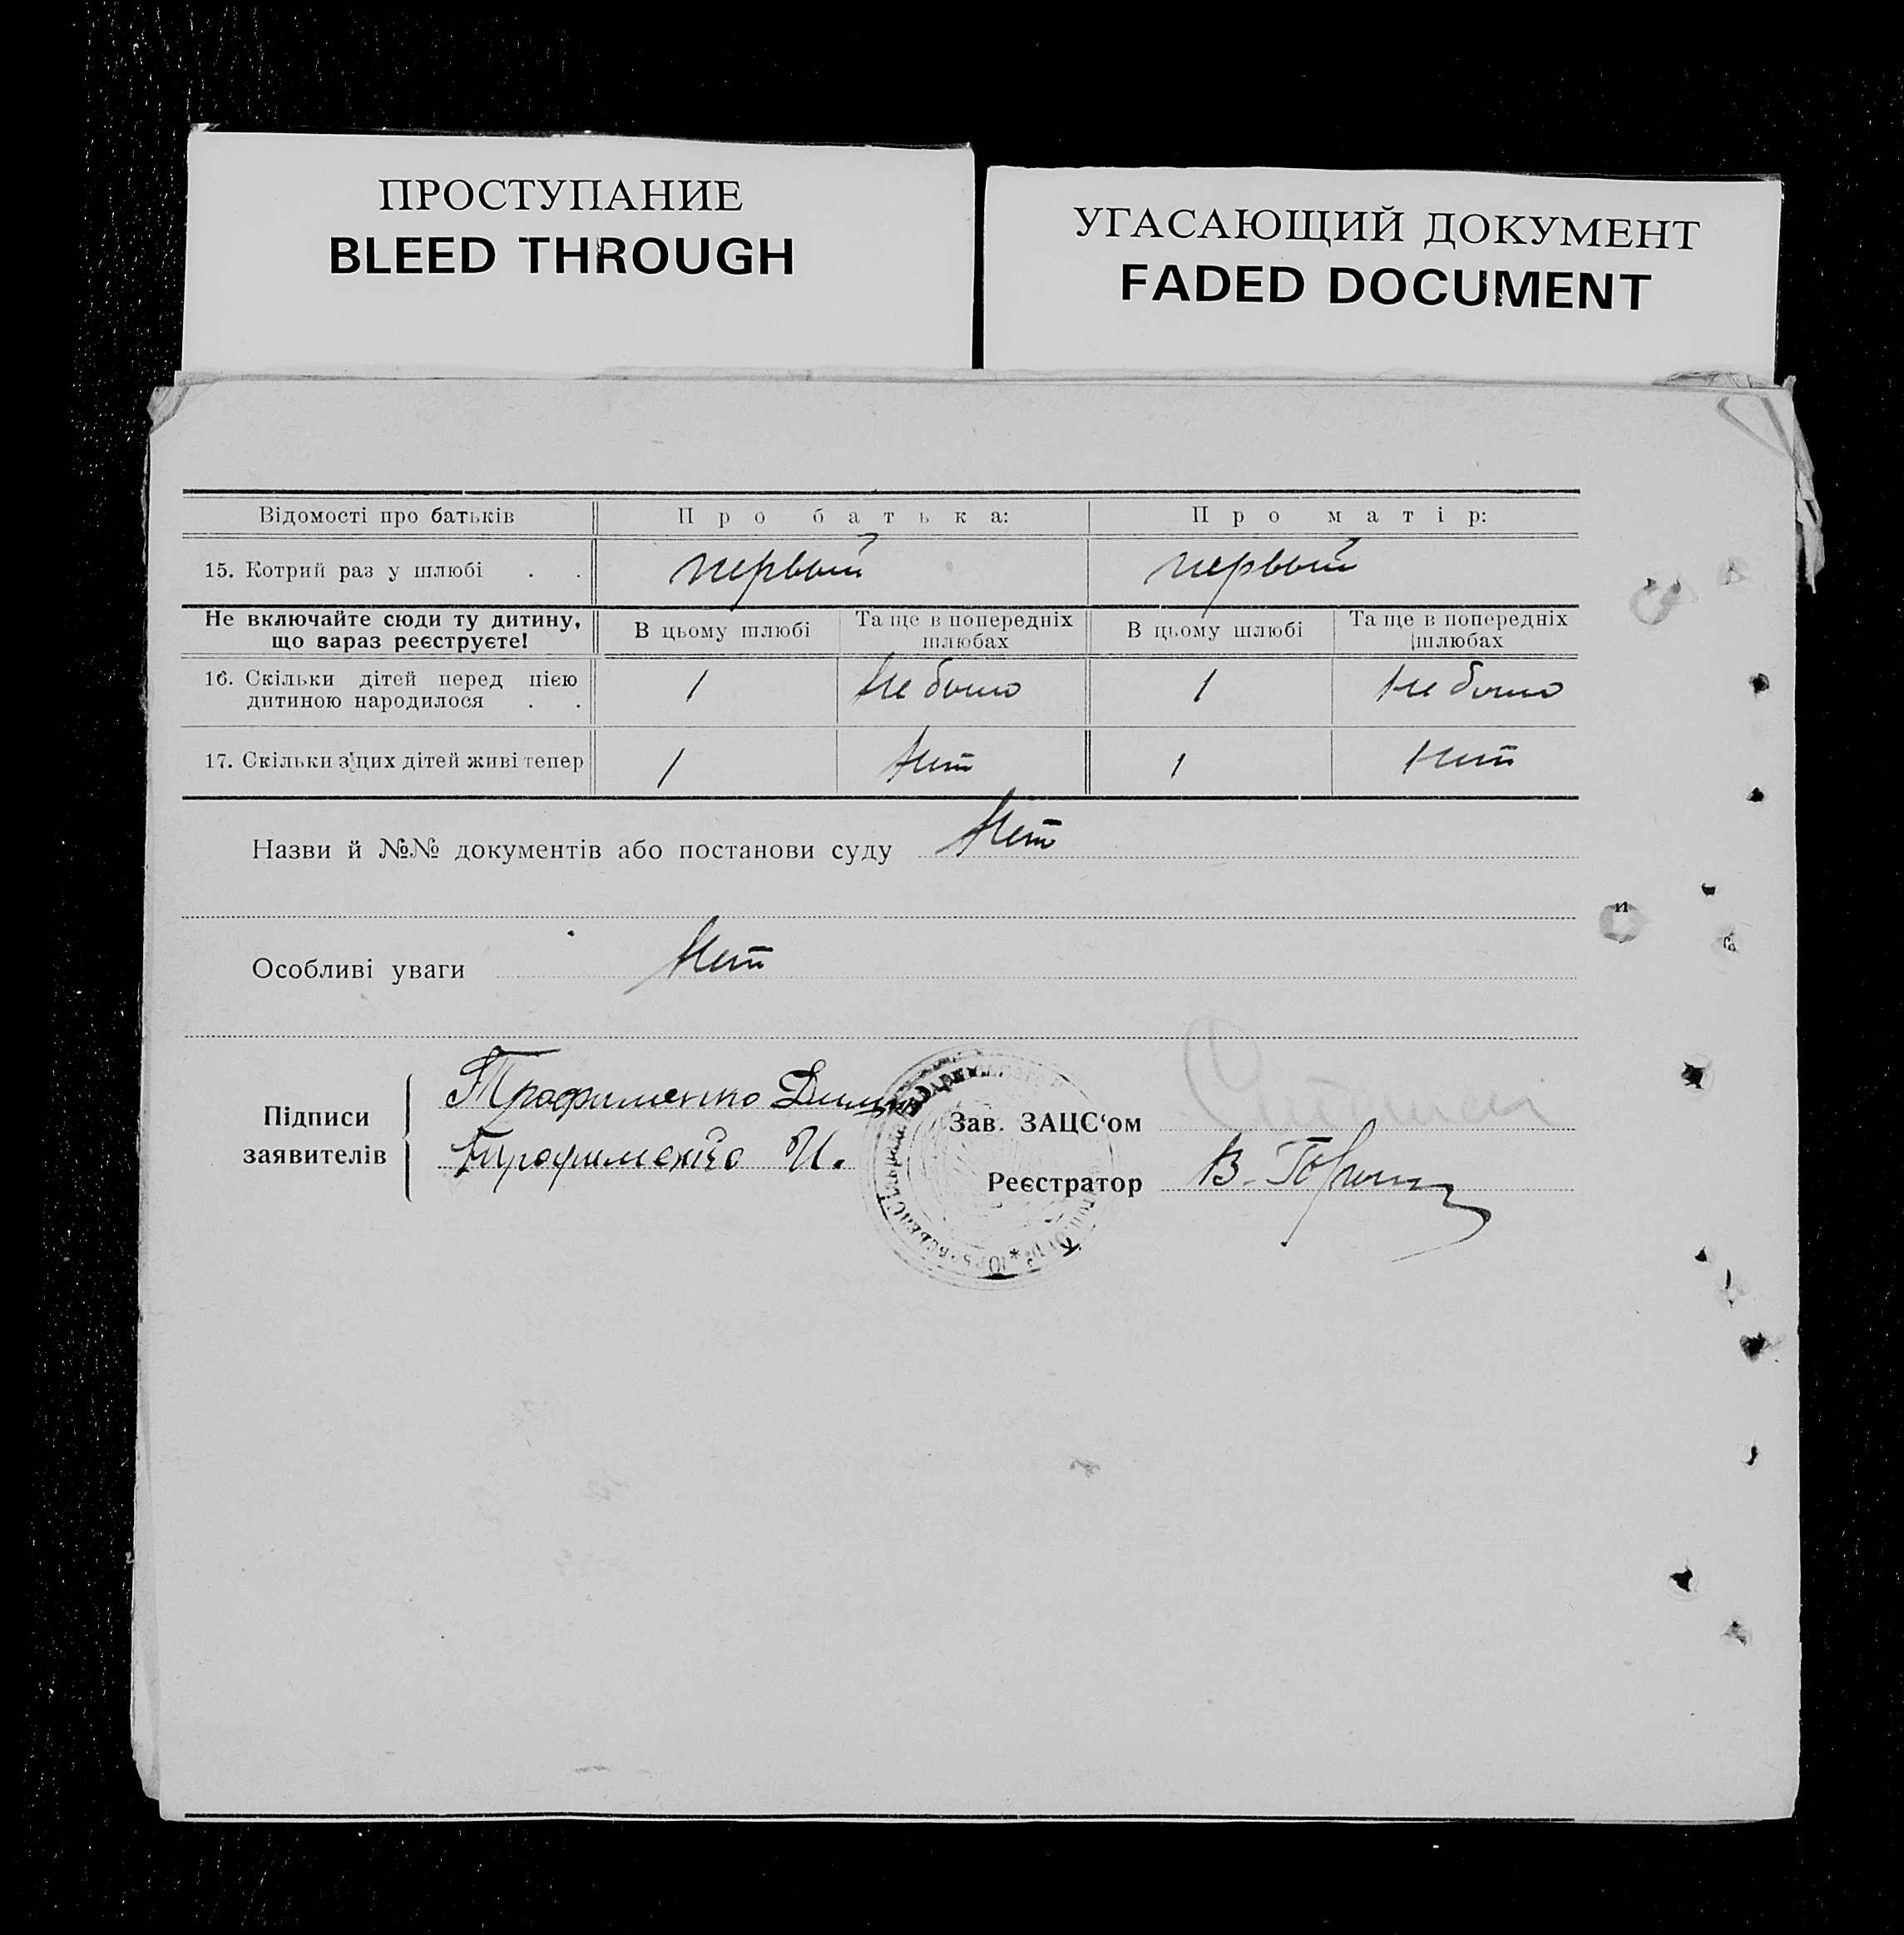 ПРОСТУПАНИЕ
BLEED THROUGH
УГАСАЮЩИЙ ДОКУМЕНТ
FADED DOCUMENT
Відомості про батьків Про батька: Про матір:
15. Котрий раз у шлюбі . . первый первый
Не включайте сюди ту дитину, що зараз реєструєте! В цьому шлюбі Та ще в попередніх шлюбах В цьому шлюбі Та ще в попередніх шлюбах
16. Скільки дітей перед цією дитиною народилося . . 1 не было 1 не было
17. Скільки з цих дітей живі тепер 1 нет 1 нет
Назви й №№ документів або постанови суду Нет
Особливі уваги Нет
Підписи заявителів
Трофименко
Трофименко И.
Зав. ЗАЦС‘ом
Реєстратор В.